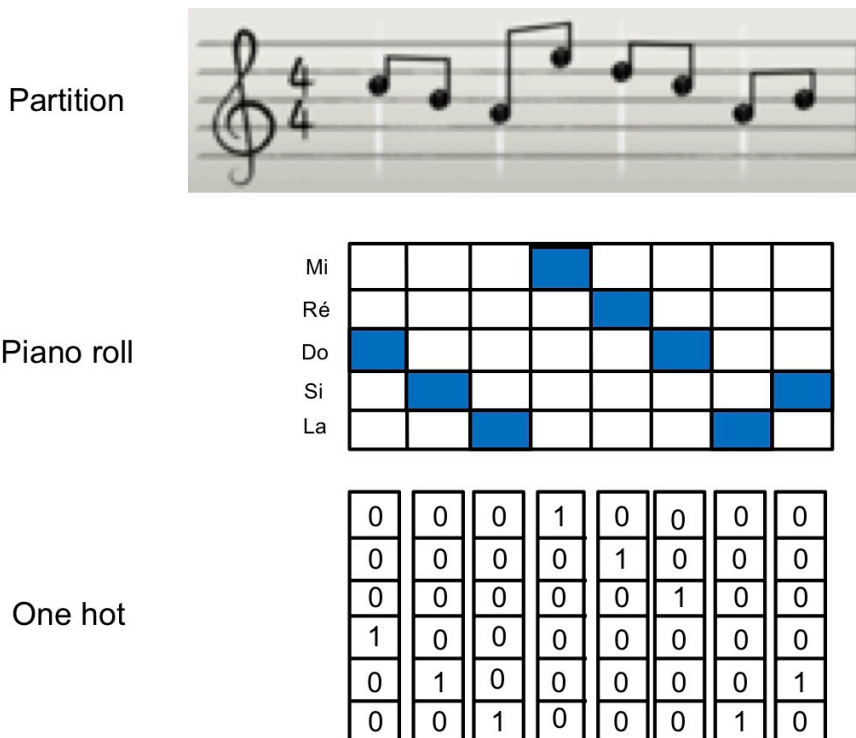 Partition
4
4
Piano roll
Mi
Ré
Do
Si
La
One hot
0 0 0 1 0 0 0 0
0 0 0 0 1 0 0 0
0 0 0 0 0 1 0 0
1 0 0 0 0 0 0 0
0 1 0 0 0 0 0 1
0 0 1 0 0 0 1 0